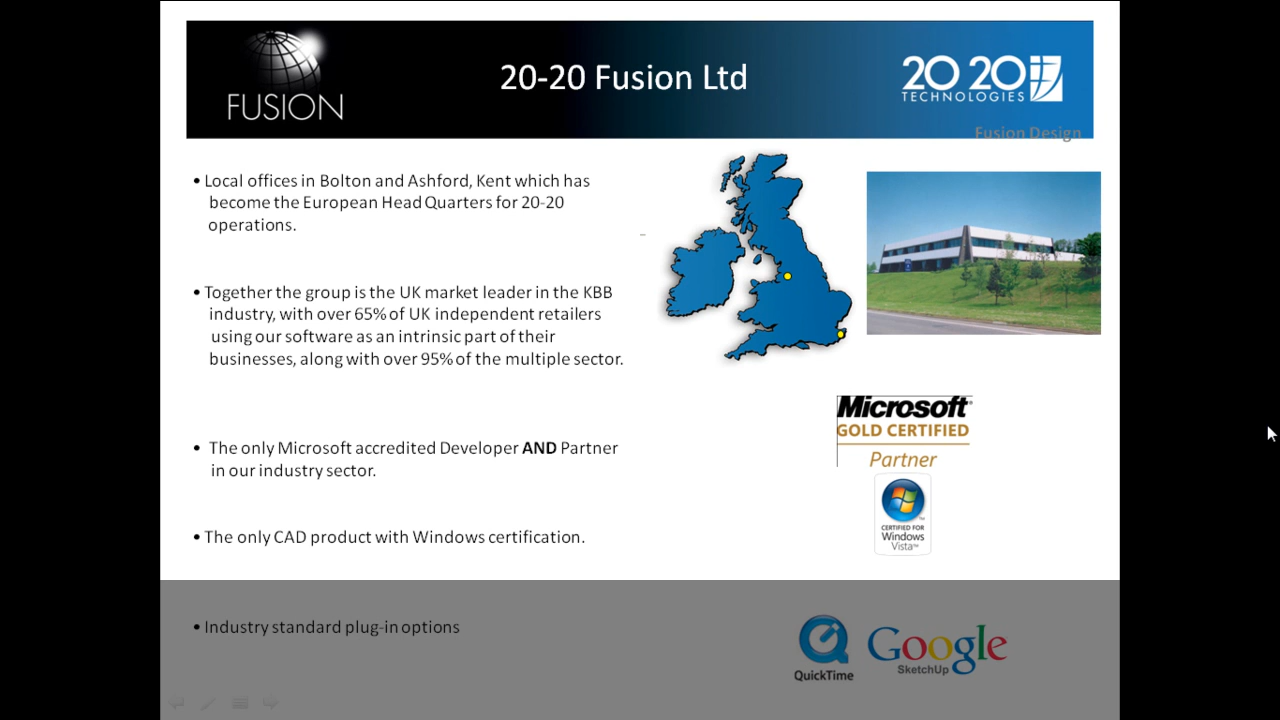 FUSION
20-20 Fusion Ltd
20 20
TECHNOLOGIES
Fusion Design
• Local offices in Bolton and Ashford, Kent which has
become the European Head Quarters for 20-20
operations.
• Together the group is the UK market leader in the KBB
industry, with over 65% of UK independent retailers
using our software as an intrinsic part of their
businesses, along with over 95% of the multiple sector.
• The only Microsoft accredited Developer AND Partner
in our industry sector.
Microsoft®
GOLD CERTIFIED
Partner
• The only CAD product with Windows certification.
CERTIFIED FOR
Windows
Vista™
• Industry standard plug-in options
QuickTime
Google
SketchUp